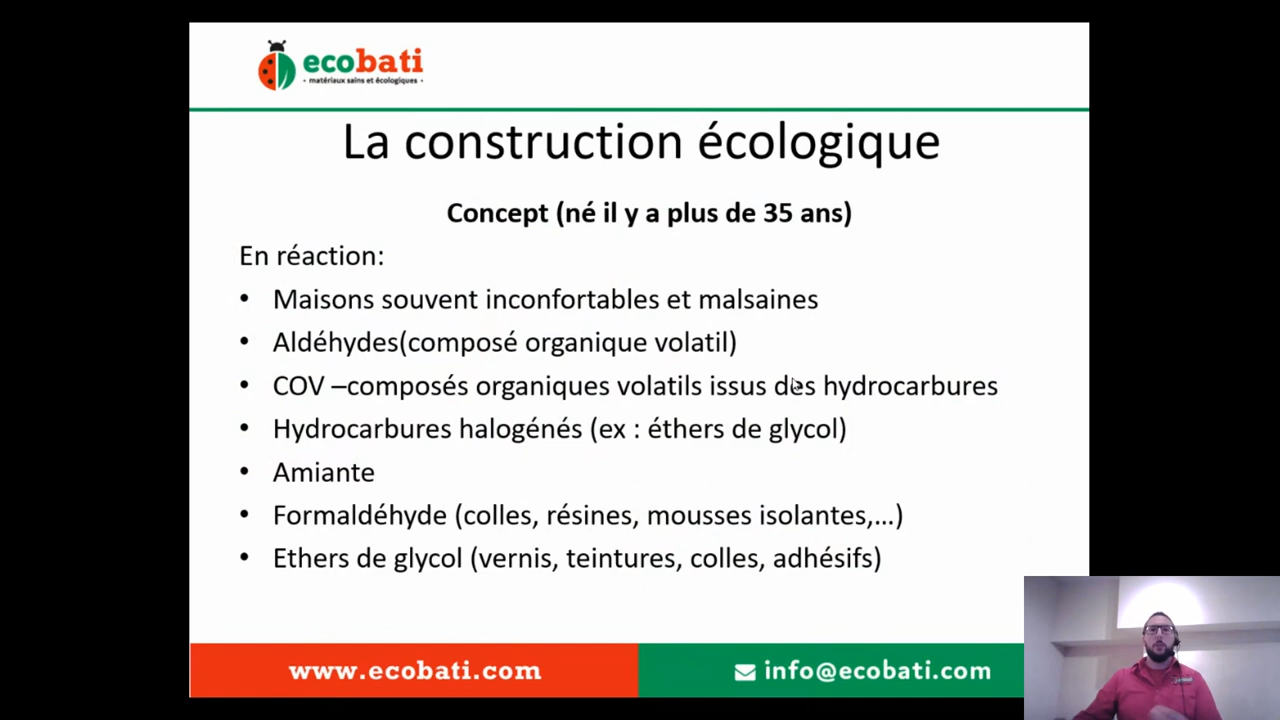 ecobati
• matériaux sains et écologiques •
La construction écologique
Concept (né il y a plus de 35 ans)
En réaction:
• Maisons souvent inconfortables et malsaines
• Aldéhydes(composé organique volatil)
• COV –composés organiques volatils issus des hydrocarbures
• Hydrocarbures halogénés (ex : éthers de glycol)
• Amiante
• Formaldéhyde (colles, résines, mousses isolantes,...)
• Ethers de glycol (vernis, teintures, colles, adhésifs)
www.ecobati.com
info@ecobati.com